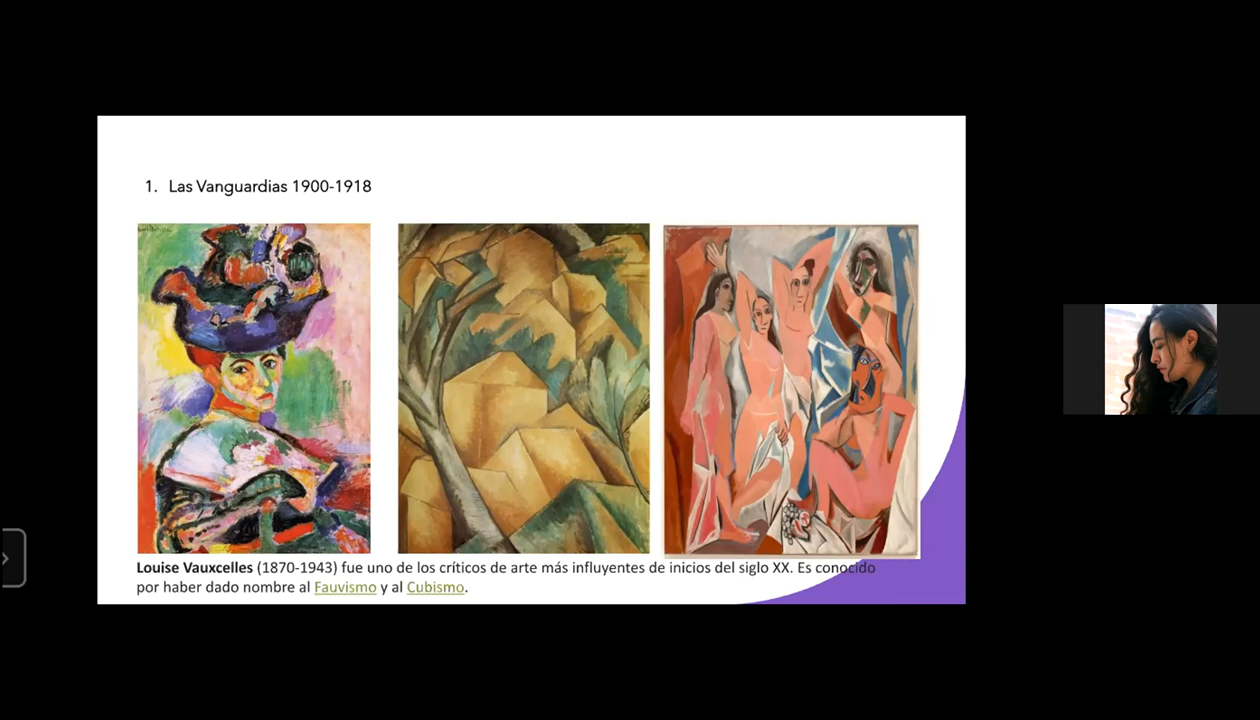 1. Las Vanguardias 1900-1918
Louise Vauxcelles (1870-1943) fue uno de los críticos de arte más influyentes de inicios del siglo XX. Es conocido
por haber dado nombre al Fauvismo y al Cubismo.